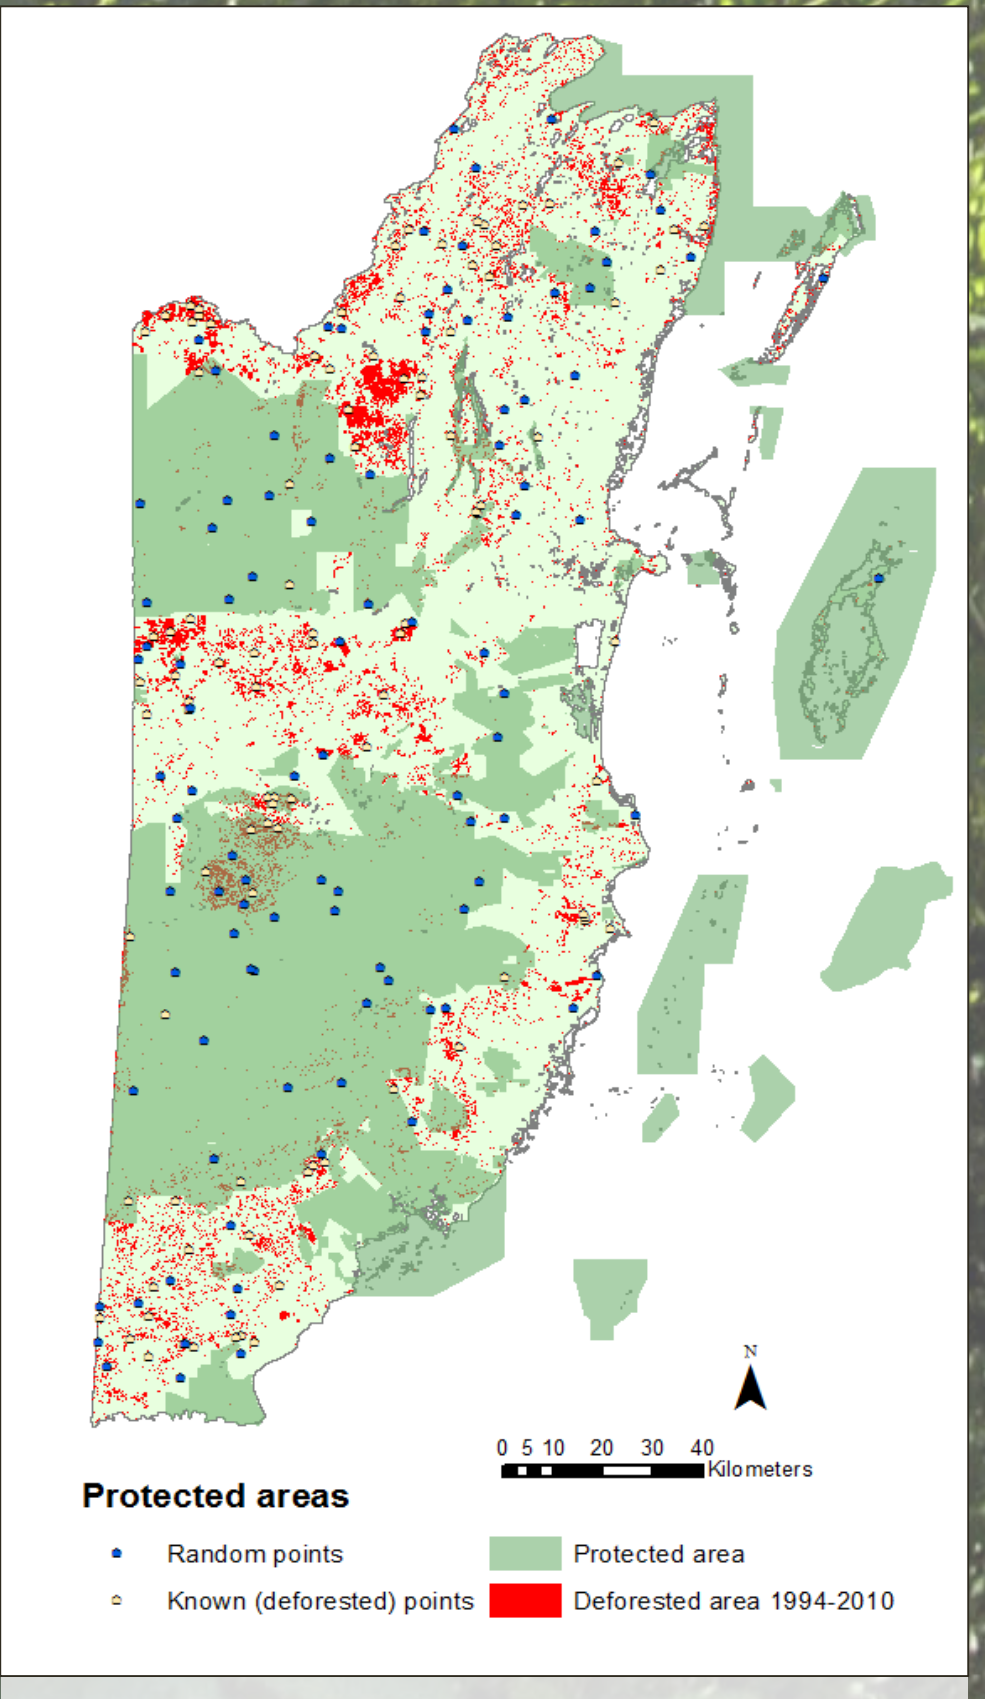 N
0 5 10 20 30 40
Kilometers
Protected areas
Random points
Protected area
Known (deforested) points
Deforested area 1994-2010